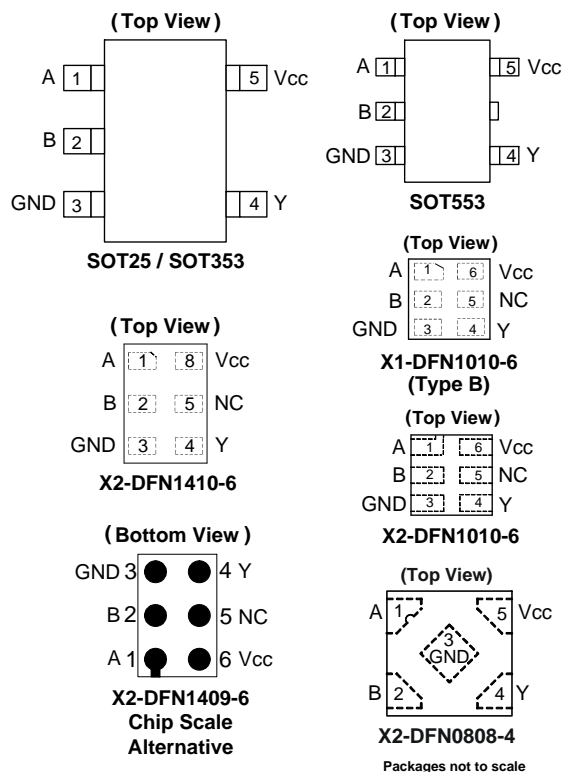 (Top View)
A 1 5 Vcc
B 2
GND 3 4 Y
SOT25 / SOT353
(Top View)
A 1 5 Vcc
B 2
GND 3 4 Y
SOT553
(Top View)
A 1 6 Vcc
B 2 5 NC
GND 3 4 Y
X1-DFN1010-6
(Type B)
(Top View)
A 1 8 Vcc
B 2 5 NC
GND 3 4 Y
X2-DFN1410-6
(Top View)
A 1 6 Vcc
B 2 5 NC
GND 3 4 Y
X2-DFN1010-6
(Bottom View)
GND 3 4 Y
B 2 5 NC
A 1 6 Vcc
X2-DFN1409-6
Chip Scale
Alternative
(Top View)
A 1 5 Vcc
3
GND
B 2 4 Y
X2-DFN0808-4
Packages not to scale